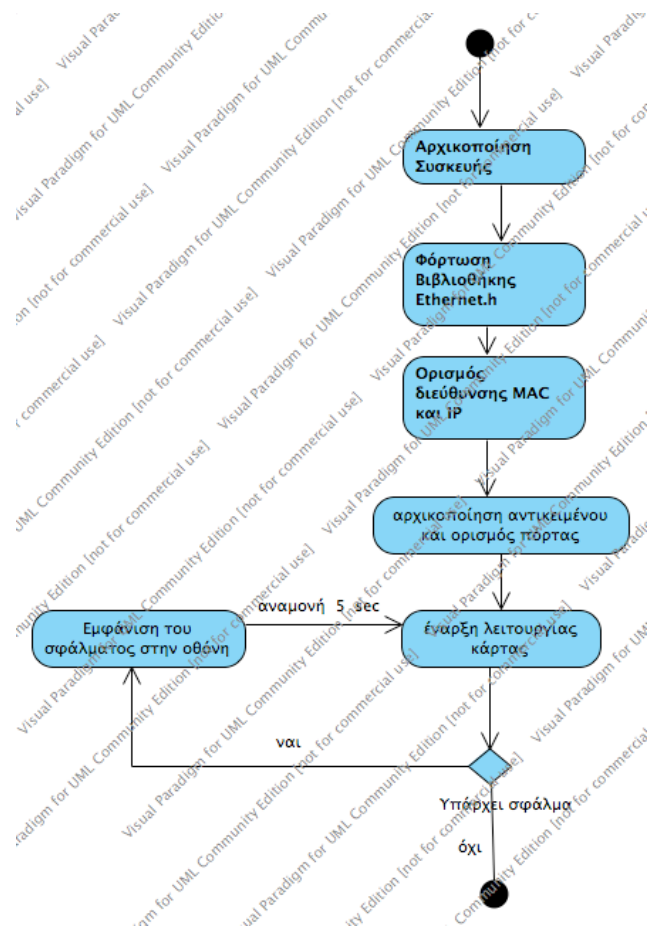 Αρχικοποίηση
Συσκευής
Φόρτωση
Βιβλιοθήκης
Ethernet.h
Ορισμός
διεύθυνσης MAC
και IP
αρχικοποίηση αντικειμένου
και ορισμός πόρτας
αναμονή 5 sec
Εμφάνιση του
σφάλματος στην οθόνη
έναρξη λειτουργίας
κάρτας
ναι
Υπάρχει σφάλμα
όχι
Visual Paradigm for UML Community Edition [not for commercial use]